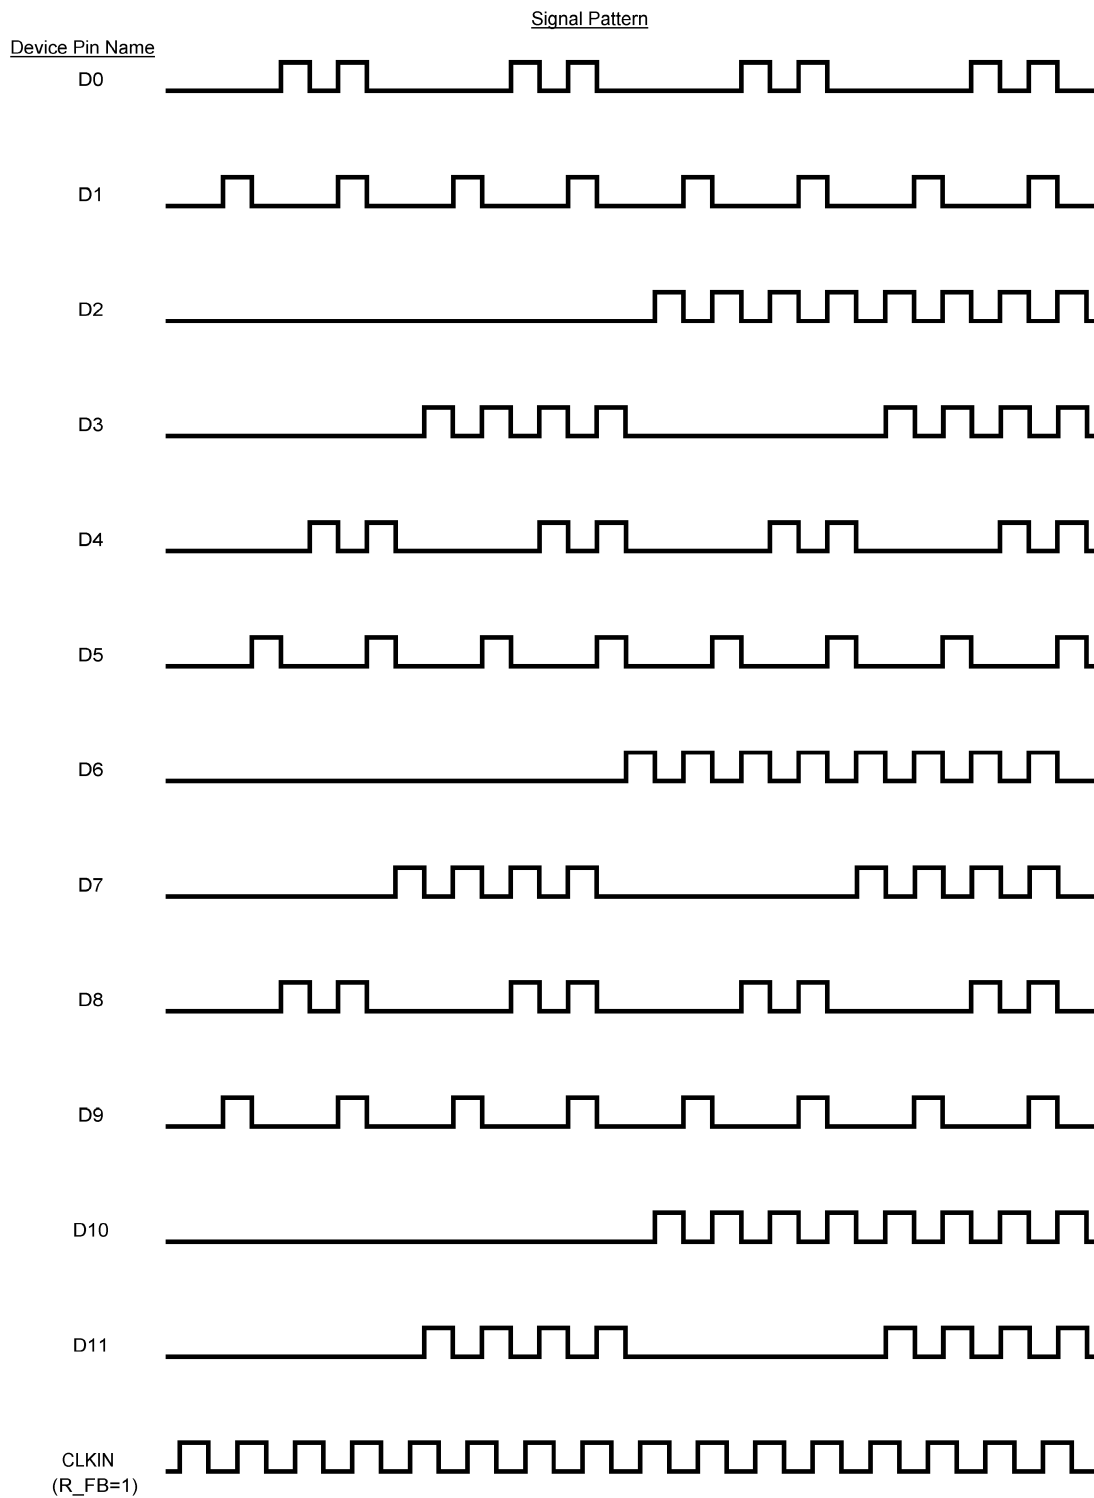 Signal Pattern
Device Pin Name
D0
D1
D2
D3
D4
D5
D6
D7
D8
D9
D10
D11
CLKIN
(R_FB=1)